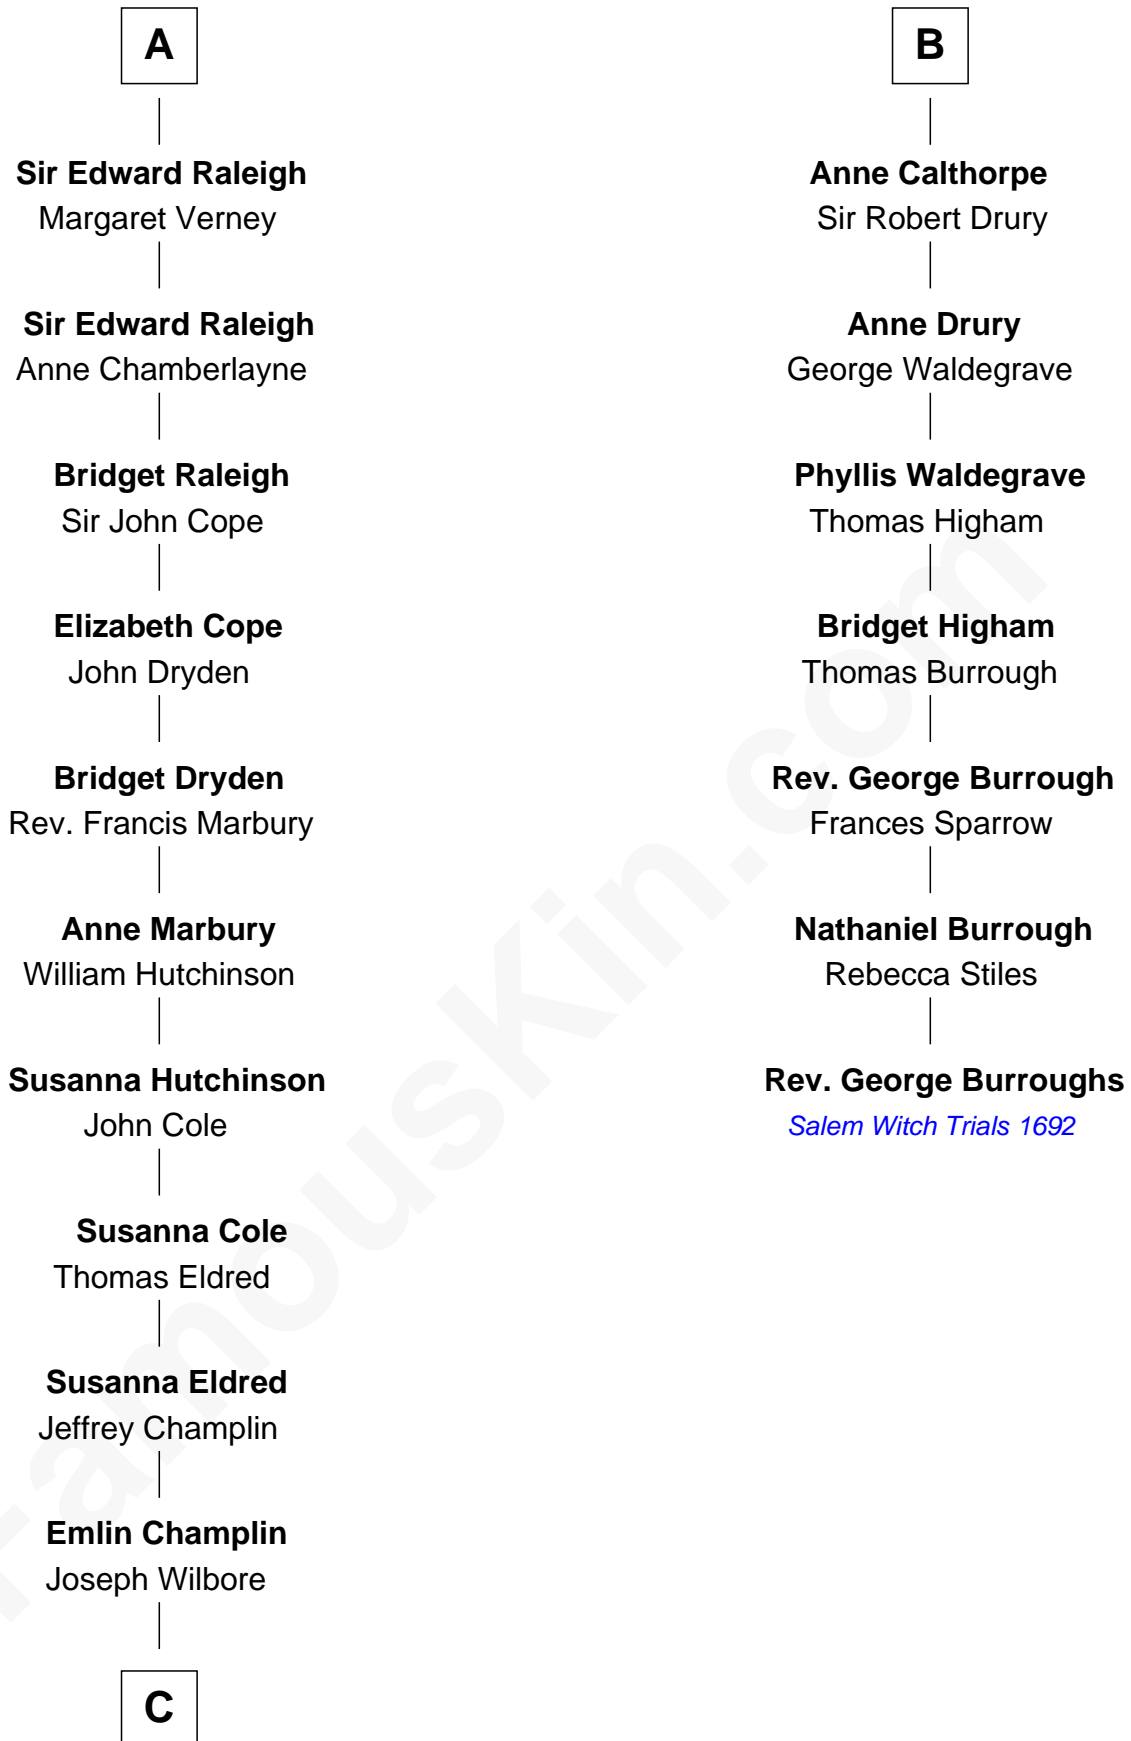 A
Sir Edward Raleigh
Margaret Verney
Sir Edward Raleigh
Anne Chamberlayne
Bridget Raleigh
Sir John Cope
Elizabeth Cope
John Dryden
Bridget Dryden
Rev. Francis Marbury
Anne Marbury
William Hutchinson
Susanna Hutchinson
John Cole
Susanna Cole
Thomas Eldred
Susanna Eldred
Jeffrey Champlin
Emlin Champlin
Joseph Wilbore
C
B
Anne Calthorpe
Sir Robert Drury
Anne Drury
George Waldegrave
Phyllis Waldegrave
Thomas Higham
Bridget Higham
Thomas Burrough
Rev. George Burrough
Frances Sparrow
Nathaniel Burrough
Rebecca Stiles
Rev. George Burroughs
Salem Witch Trials 1692
FamousKin.com